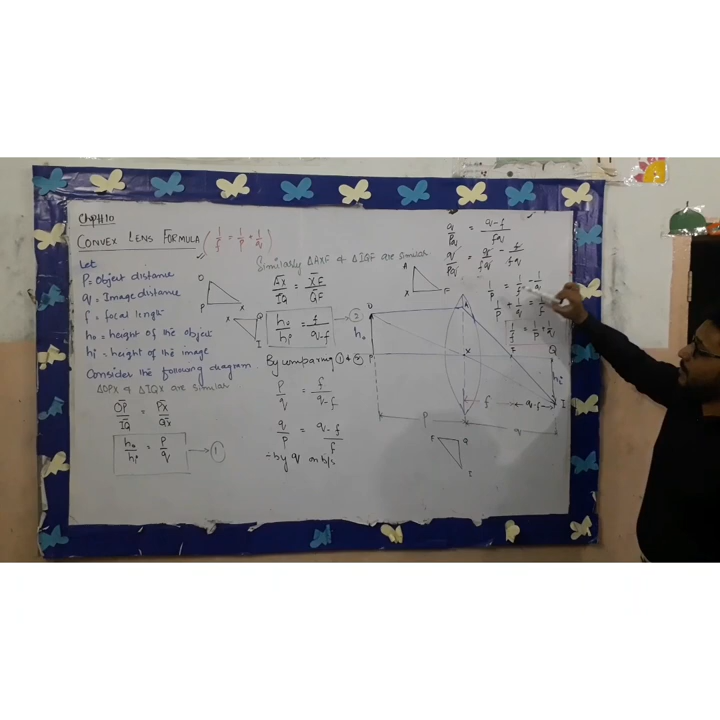 Chp#10
CONVEX LENS FORMULA ( 1/f = 1/p + 1/q )
Let
P = Object distance
q = Image distance
f = focal length
ho = height of the object
hi = height of the image
Consider the following diagram
ΔOPX & ΔIQX are similar
OP/IQ = PX/QX
ho/hi = P/q → 1
O
P X
X Q
I
Similarly ΔAXF & ΔIQF are similar
AX/IQ = XF/QF
ho/hi = f/q-f → 2
By comparing 1 & 2
P/q = f/q-f
q/P = q-f/f
÷ by q on b/s
A
X F
q/Pq = q-f/fq
q/Pq = q/fq - f/fq
1/P = 1/f - 1/q
1/P + 1/q = 1/f
1/f = 1/P + 1/q
O
A
ho
P
X
F
Q
hi
I
f
q-f
P
q
F Q
I